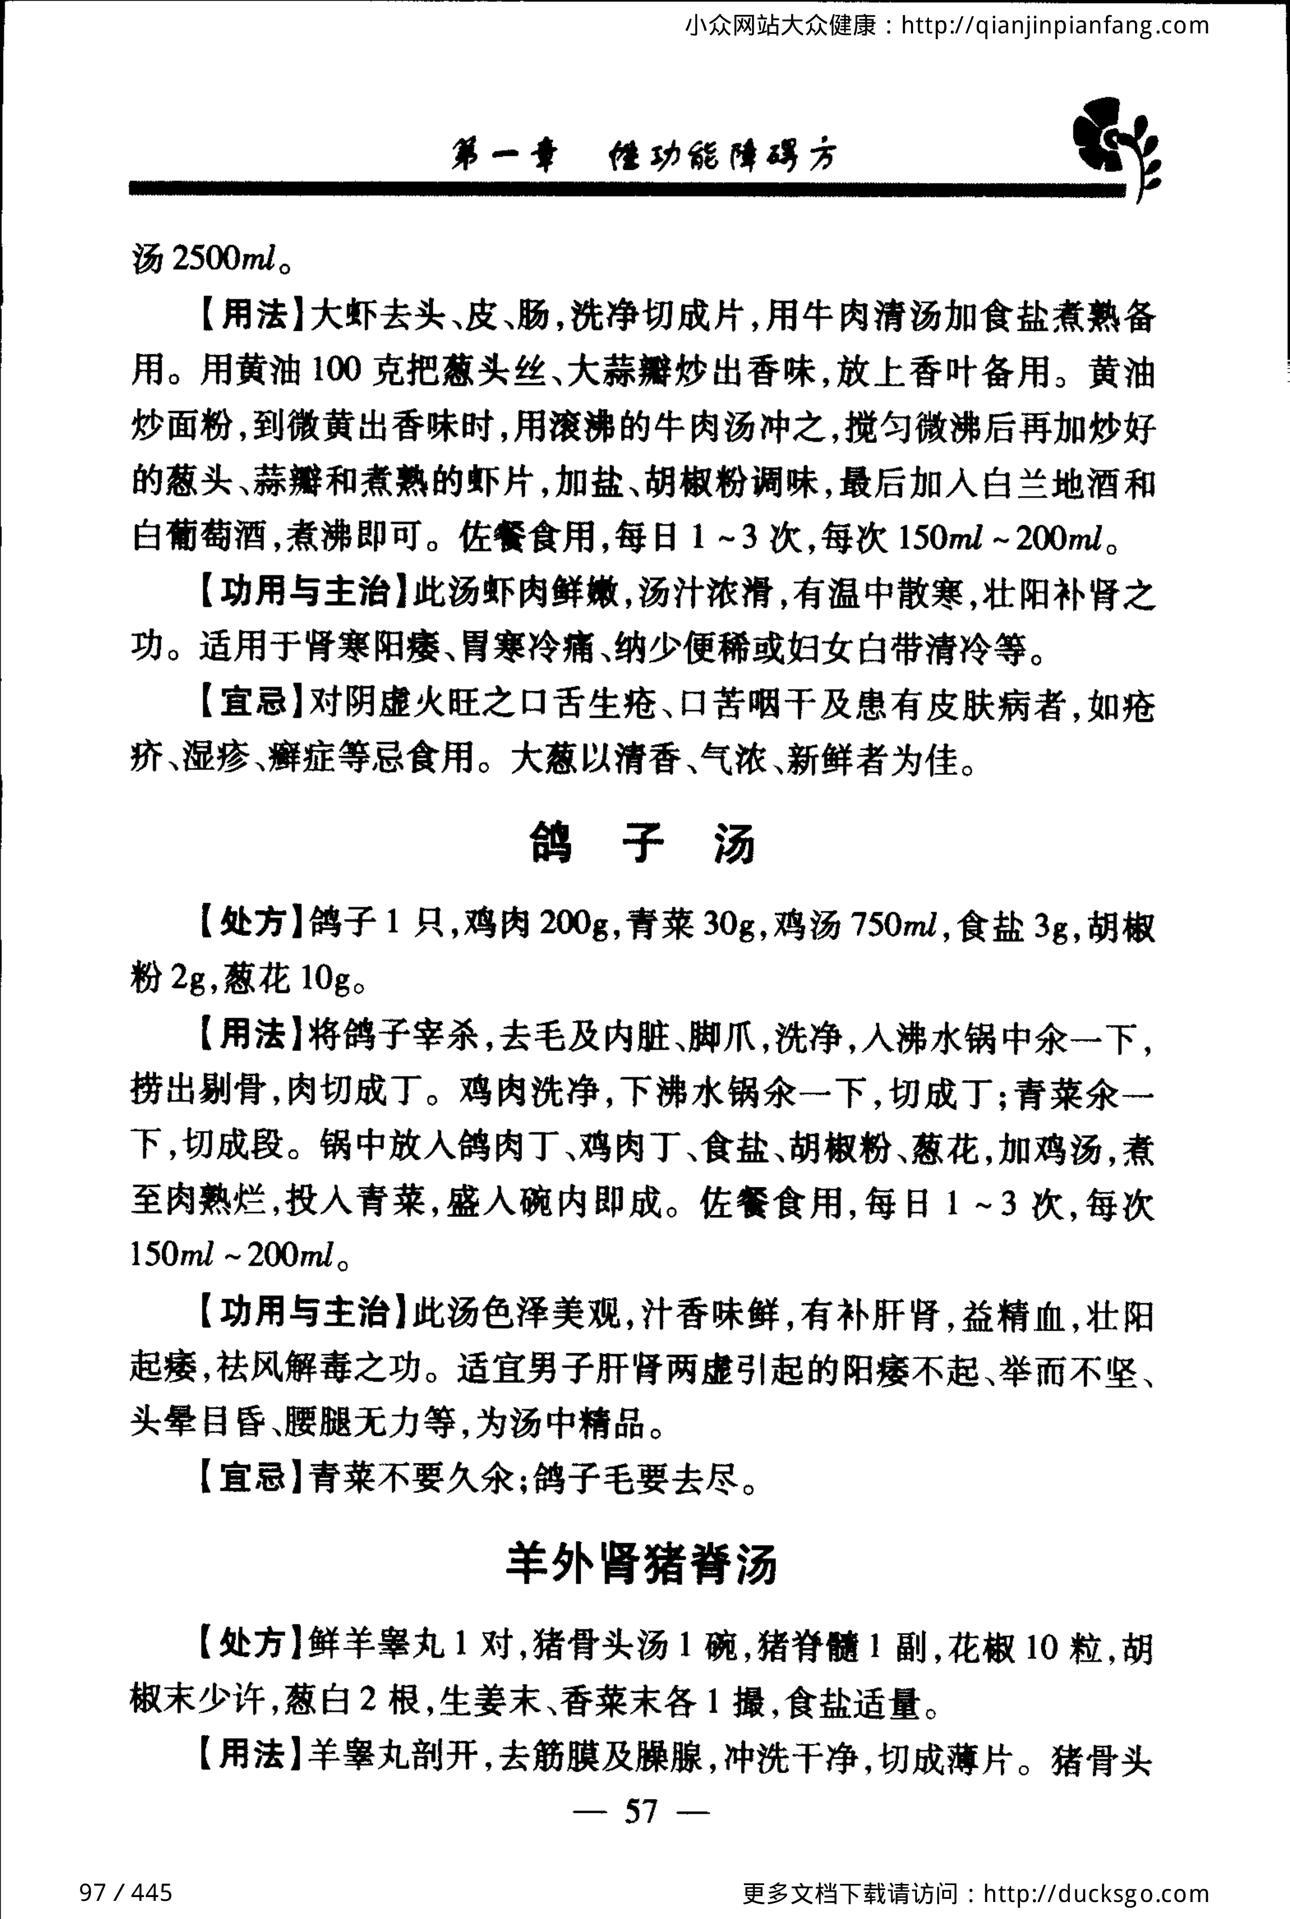 小众网站大众健康：http://qianjinpianfang.com
第一章　性功能障碍方
汤 2500ml。
【用法】大虾去头、皮、肠，洗净切成片，用牛肉清汤加食盐煮熟备
用。用黄油 100 克把葱头丝、大蒜瓣炒出香味，放上香叶备用。黄油
炒面粉，到微黄出香味时，用滚沸的牛肉汤冲之，搅匀微沸后再加炒好
的葱头、蒜瓣和煮熟的虾片，加盐、胡椒粉调味，最后加入白兰地酒和
白葡萄酒，煮沸即可。佐餐食用，每日 1～3 次，每次 150ml～200ml。
【功用与主治】此汤虾肉鲜嫩，汤汁浓滑，有温中散寒，壮阳补肾之
功。适用于肾寒阳痿、胃寒冷痛、纳少便稀或妇女白带清冷等。
【宜忌】对阴虚火旺之口舌生疮、口苦咽干及患有皮肤病者，如疮
疥、湿疹、癣症等忌食用。大葱以清香、气浓、新鲜者为佳。
鸽子汤
【处方】鸽子 1 只，鸡肉 200g，青菜 30g，鸡汤 750ml，食盐 3g，胡椒
粉 2g，葱花 10g。
【用法】将鸽子宰杀，去毛及内脏、脚爪，洗净，入沸水锅中氽一下，
捞出剔骨，肉切成丁。鸡肉洗净，下沸水锅氽一下，切成丁；青菜氽一
下，切成段。锅中放入鸽肉丁、鸡肉丁、食盐、胡椒粉、葱花，加鸡汤，煮
至肉熟烂，投入青菜，盛入碗内即成。佐餐食用，每日 1～3 次，每次
150ml～200ml。
【功用与主治】此汤色泽美观，汁香味鲜，有补肝肾，益精血，壮阳
起痿，祛风解毒之功。适宜男子肝肾两虚引起的阳痿不起、举而不坚、
头晕目昏、腰腿无力等，为汤中精品。
【宜忌】青菜不要久氽；鸽子毛要去尽。
羊外肾猪脊汤
【处方】鲜羊睾丸 1 对，猪骨头汤 1 碗，猪脊髓 1 副，花椒 10 粒，胡
椒末少许，葱白 2 根，生姜末、香菜末各 1 撮，食盐适量。
【用法】羊睾丸剖开，去筋膜及臊腺，冲洗干净，切成薄片。猪骨头
— 57 —
97 / 445
更多文档下载请访问：http://ducksgo.com